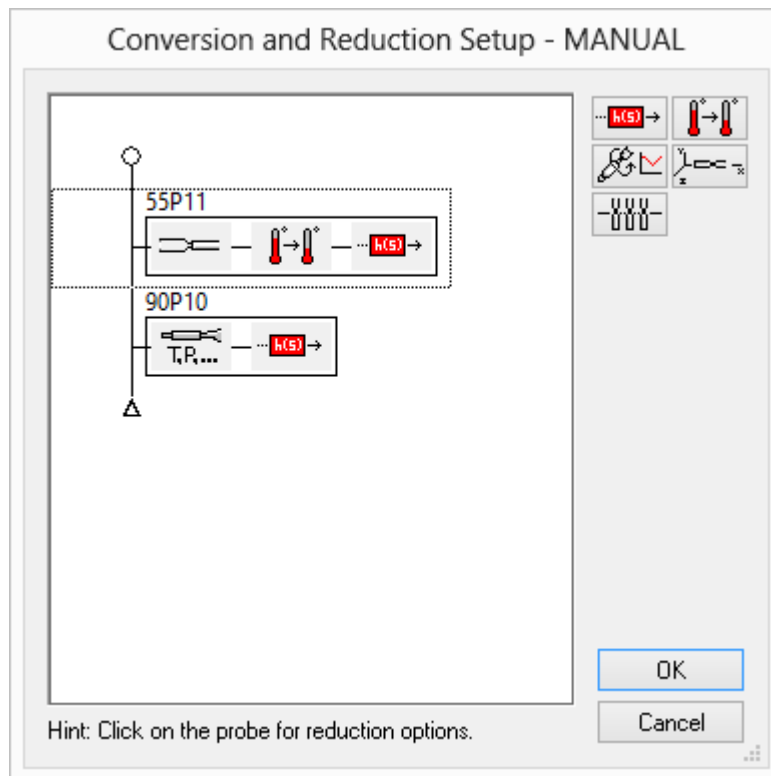 Conversion and Reduction Setup - MANUAL
h(s)
55P11
h(s)
90P10
T,P,...
h(s)
Y
x
z
OK
Hint: Click on the probe for reduction options.
Cancel